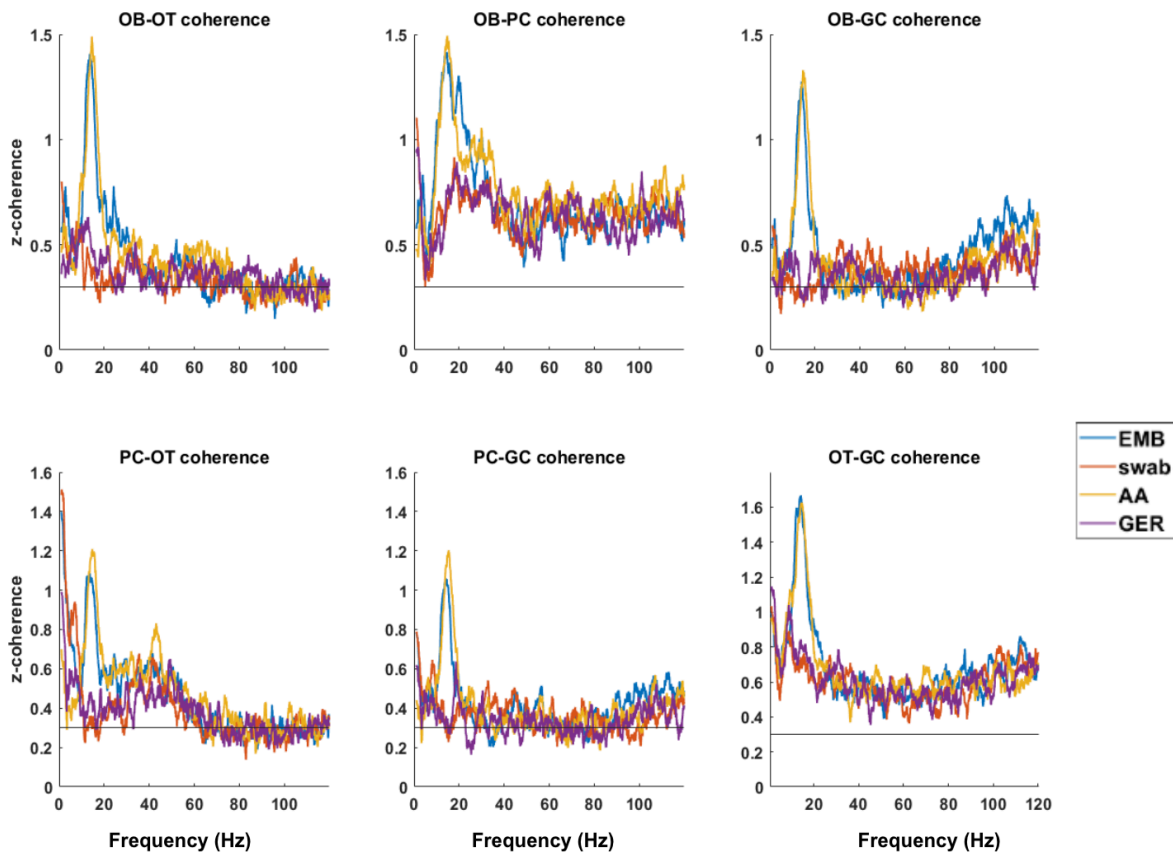 OB-OT coherence
OB-PC coherence
OB-GC coherence
z-coherence
1.5
1
0.5
0
0 20 40 60 80 100
1.5
1
0.5
0
0 20 40 60 80 100
1.5
1
0.5
0
0 20 40 60 80 100
PC-OT coherence
PC-GC coherence
OT-GC coherence
z-coherence
1.6
1.4
1.2
1
0.8
0.6
0.4
0.2
0
0 20 40 60 80 100
Frequency (Hz)
1.6
1.4
1.2
1
0.8
0.6
0.4
0.2
0
0 20 40 60 80 100
Frequency (Hz)
1.6
1.4
1.2
1
0.8
0.6
0.4
0.2
0
20 40 60 80 100 120
Frequency (Hz)
EMB
swab
AA
GER